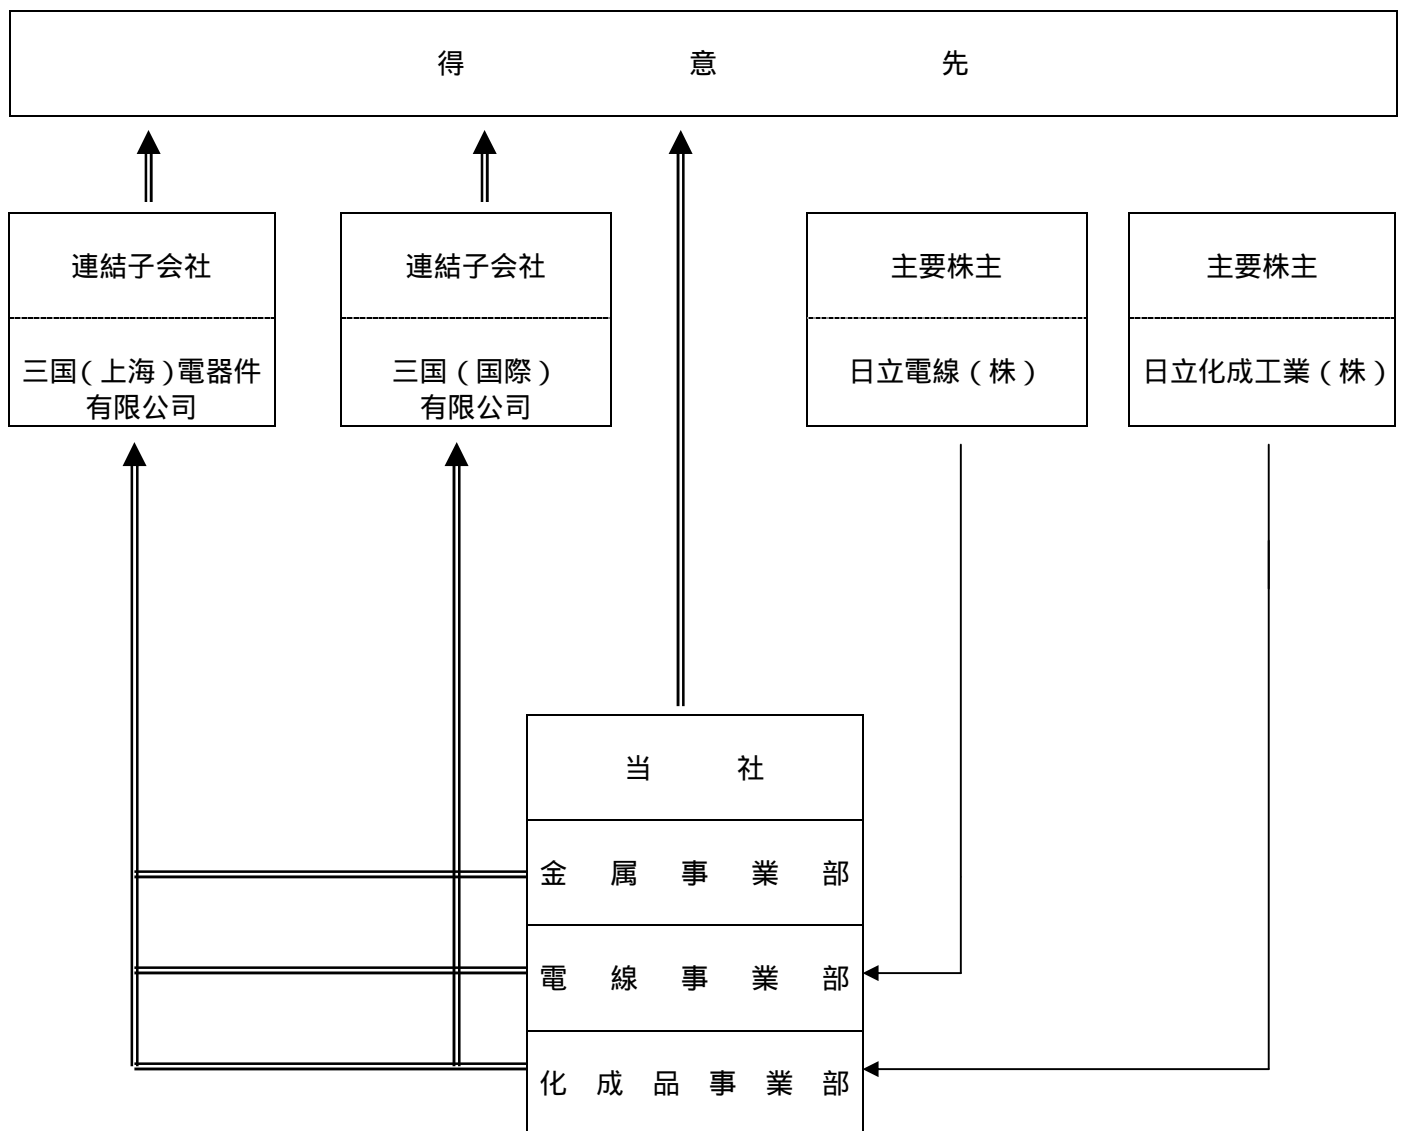 得 意 先
連結子会社
三国(上海)電器件
有限公司
連結子会社
三国(国際)
有限公司
主要株主
日立電線(株)
主要株主
日立化成工業(株)
当 社
金 属 事 業 部
電 線 事 業 部
化 成 品 事 業 部